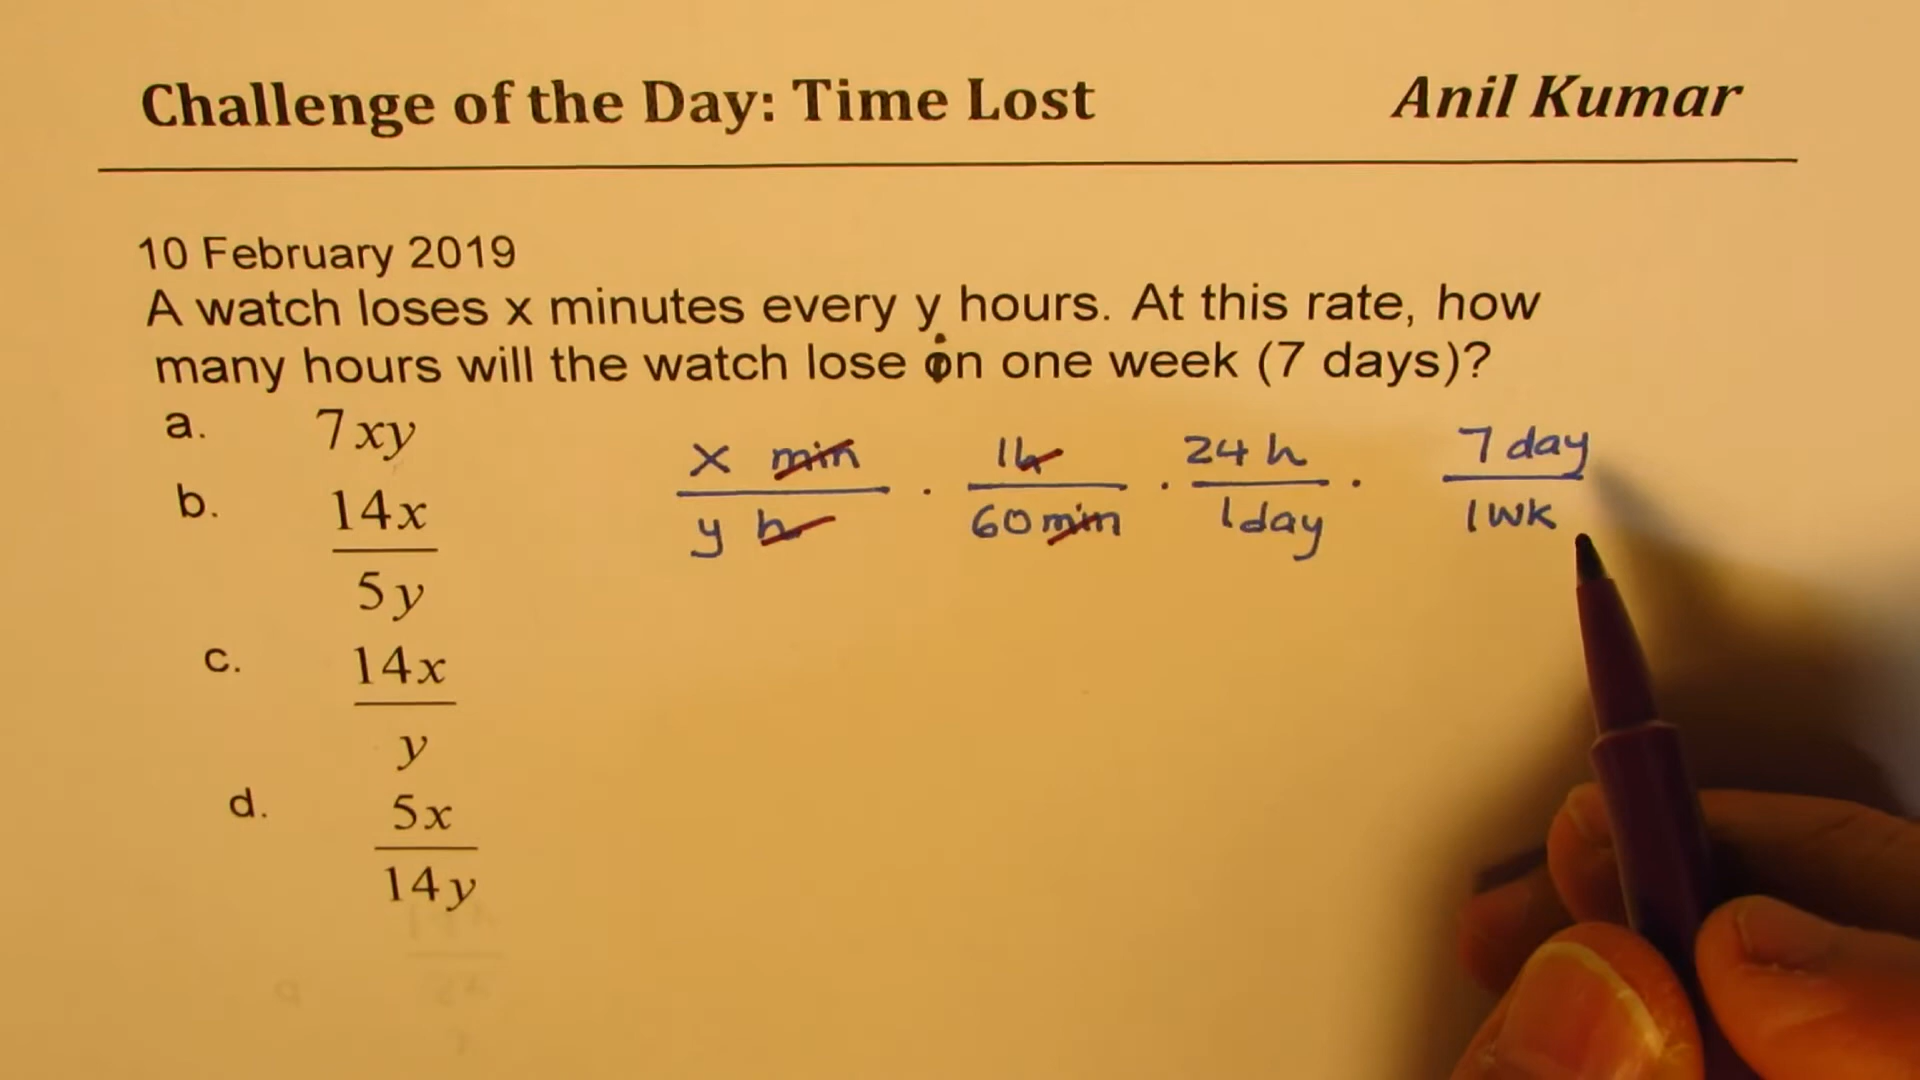 Challenge of the Day: Time Lost Anil Kumar
10 February 2019
A watch loses x minutes every y hours. At this rate, how
many hours will the watch lose in one week (7 days)?
a. 7xy
b. 14x
5y
c. 14x
y
d. 5x
14y
x min · 1h · 24 h · 7 day
y h 60 min 1day 1wk